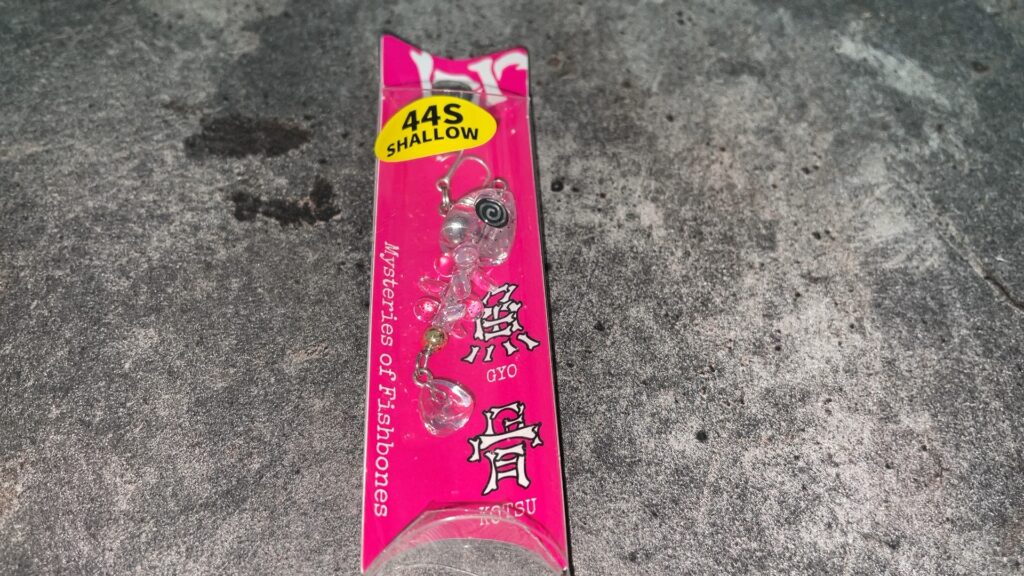 44S
SHALLOW
Mysteries of Fishbones
魚
GYO
骨
KOTSU